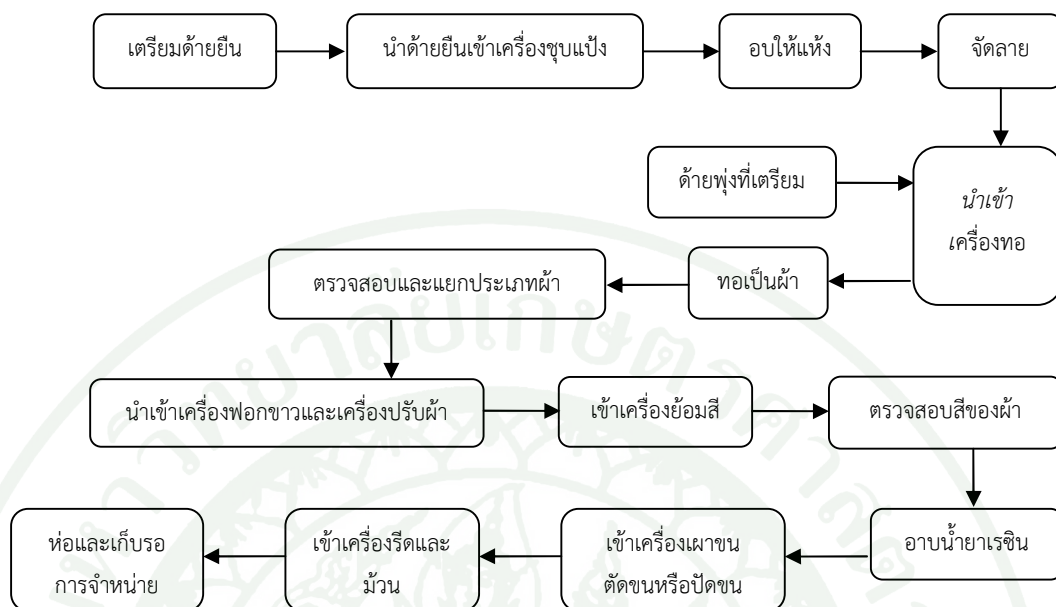 เตรียมด้ายยืน
นำด้ายยืนเข้าเครื่องชุบแป้ง
อบให้แห้ง
จัดลาย
ด้ายพุ่งที่เตรียม
นำเข้า
เครื่องทอ
ทอเป็นผ้า
ตรวจสอบและแยกประเภทผ้า
นำเข้าเครื่องฟอกขาวและเครื่องปรับผ้า
เข้าเครื่องย้อมสี
ตรวจสอบสีของผ้า
อาบน้ำยาเรซิน
เข้าเครื่องเผาขน
ตัดขนหรือปัดขน
เข้าเครื่องรีดและ
ม้วน
ห่อและเก็บรอ
การจำหน่าย